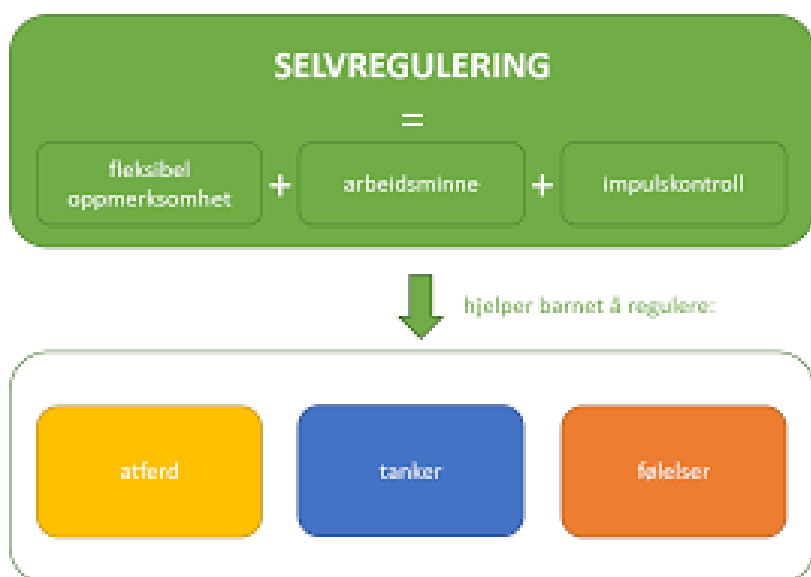 SELVREGULERING
=
fleksibel
oppmerksomhet
+
arbeidsminne
+
impulskontroll
hjelper barnet å regulere:
atferd
tanker
følelser